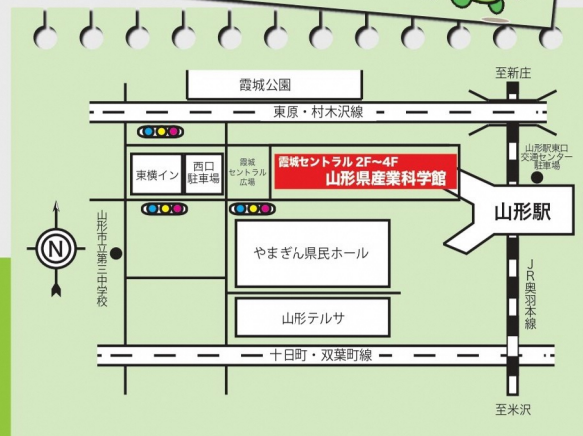 至新庄
霞城公園
東原・村木沢線
山形駅東口
交通センター
駐車場
霞城セントラル 2F〜4F
山形県産業科学館
東横イン
西口
駐車場
霞城
セントラル
広場
山形駅
山形市立第三中学校
N
やまぎん県民ホール
JR奥羽本線
山形テルサ
十日町・双葉町線
至米沢